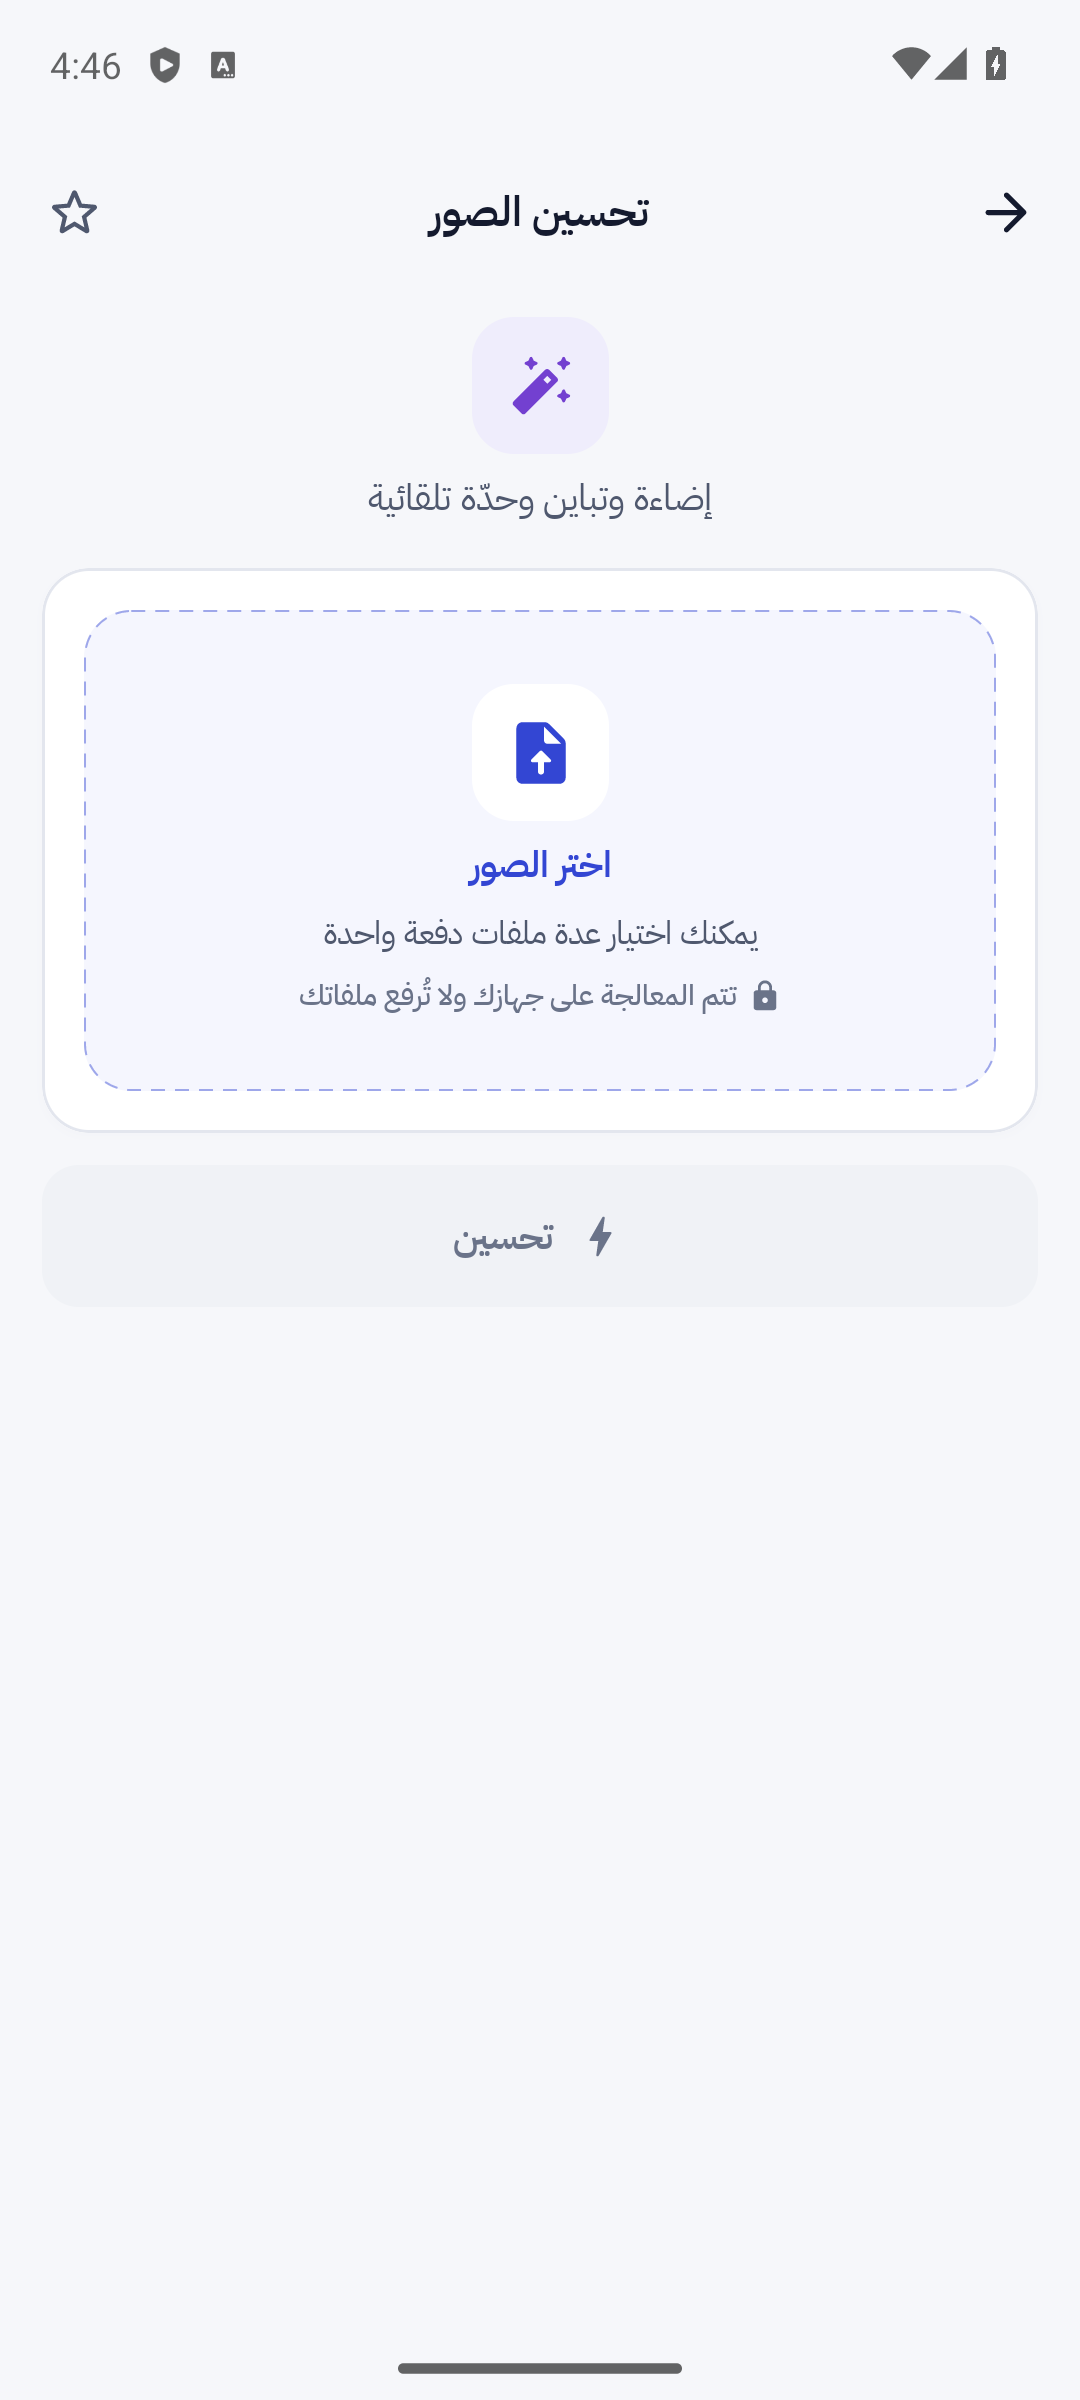 4:46
تحسين الصور
إضاءة وتباين وحدّة تلقائية
اختر الصور
يمكنك اختيار عدة ملفات دفعة واحدة
تتم المعالجة على جهازك ولا تُرفع ملفاتك
تحسين